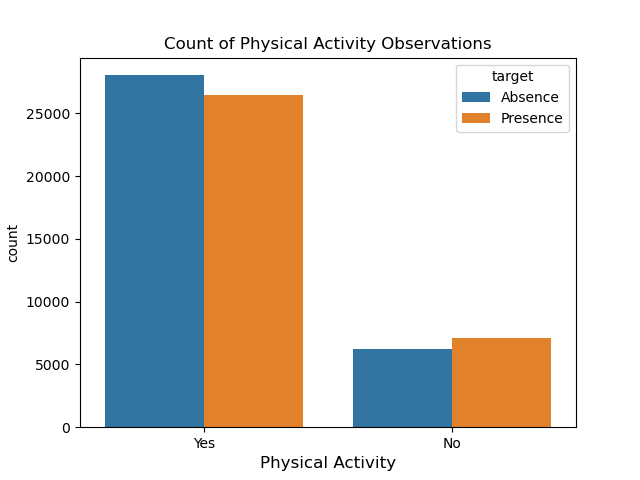 Count of Physical Activity Observations
target
Absence
Presence
25000
20000
15000
10000
5000
0
count
Yes
No
Physical Activity